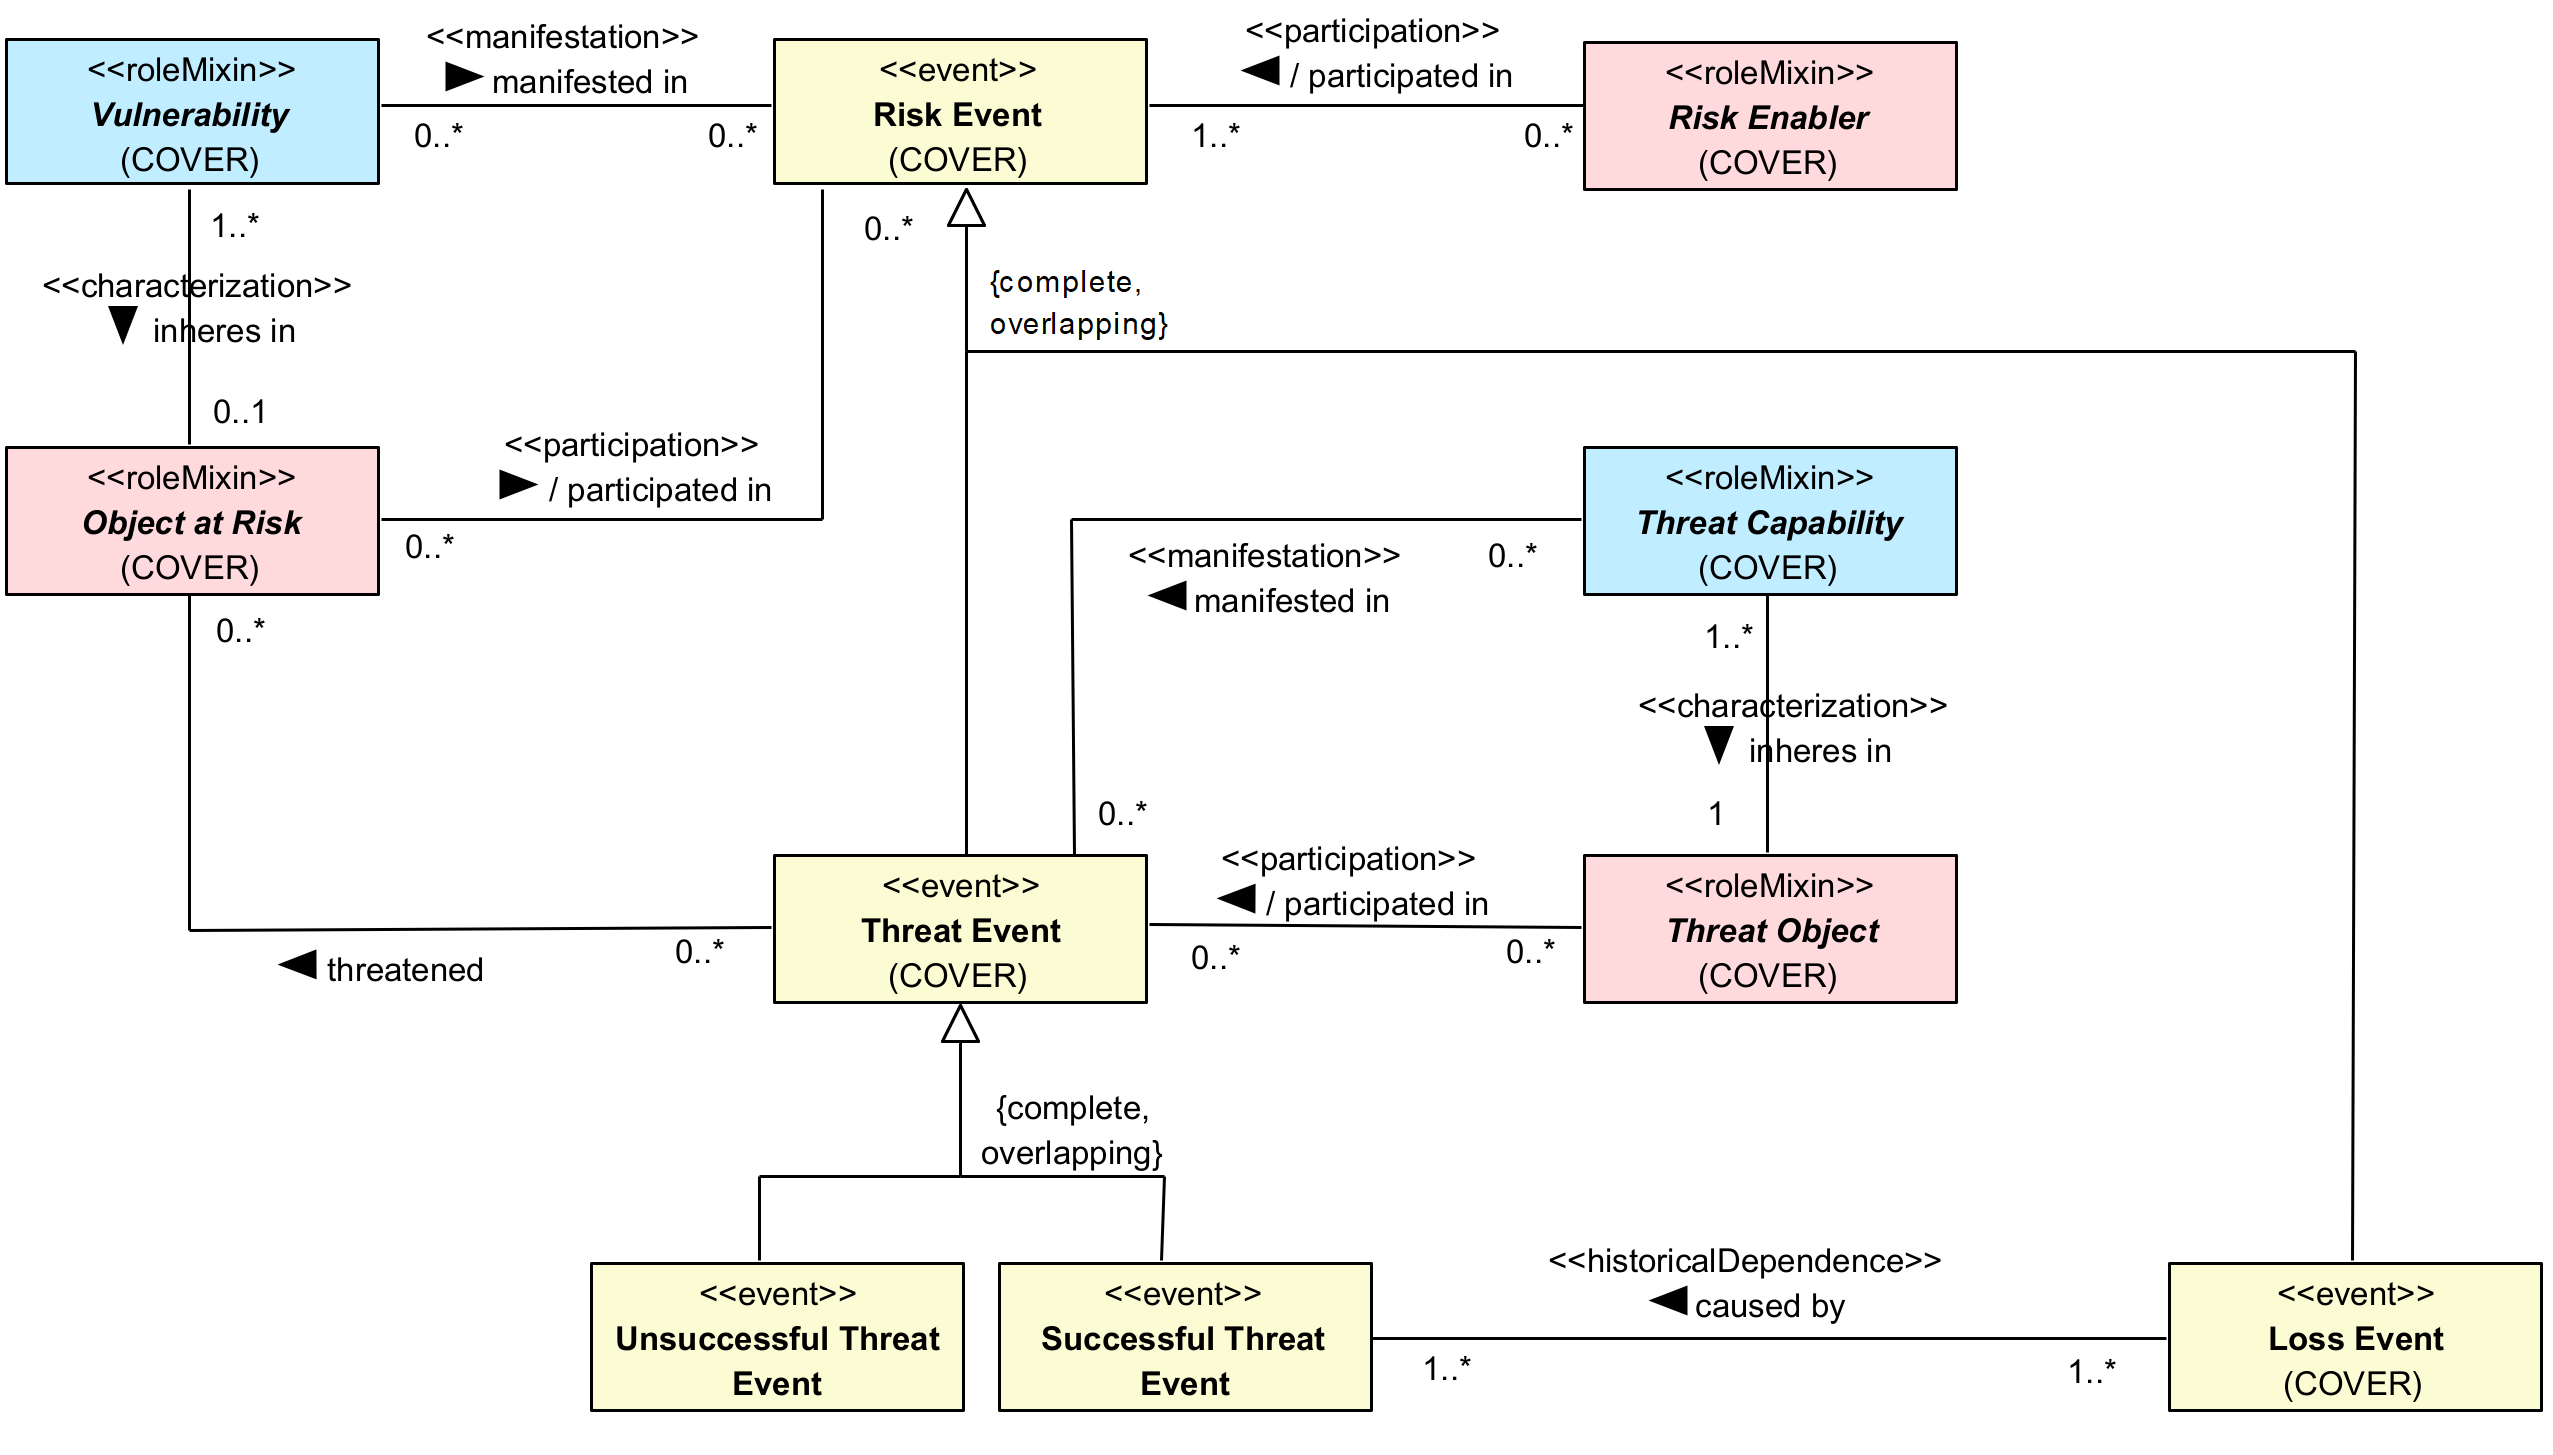 <<manifestation>>
manifested in
<<participation>>
/ participated in
<<roleMixin>>
Vulnerability
(COVER)
<<event>>
Risk Event
(COVER)
<<roleMixin>>
Risk Enabler
(COVER)
0..*
0..*
1..*
0..*
1..*
0..*
<<characterization>>
inheres in
{complete,
overlapping}
0..1
<<participation>>
/ participated in
<<roleMixin>>
Object at Risk
(COVER)
0..*
<<roleMixin>>
Threat Capability
(COVER)
<<manifestation>>
manifested in
0..*
0..*
1..*
<<characterization>>
inheres in
0..*
1
<<participation>>
/ participated in
<<event>>
Threat Event
(COVER)
<<roleMixin>>
Threat Object
(COVER)
threatened
0..*
0..*
0..*
{complete,
overlapping}
<<event>>
Unsuccessful Threat
Event
<<event>>
Successful Threat
Event
<<historicalDependence>>
caused by
1..*
1..*
<<event>>
Loss Event
(COVER)